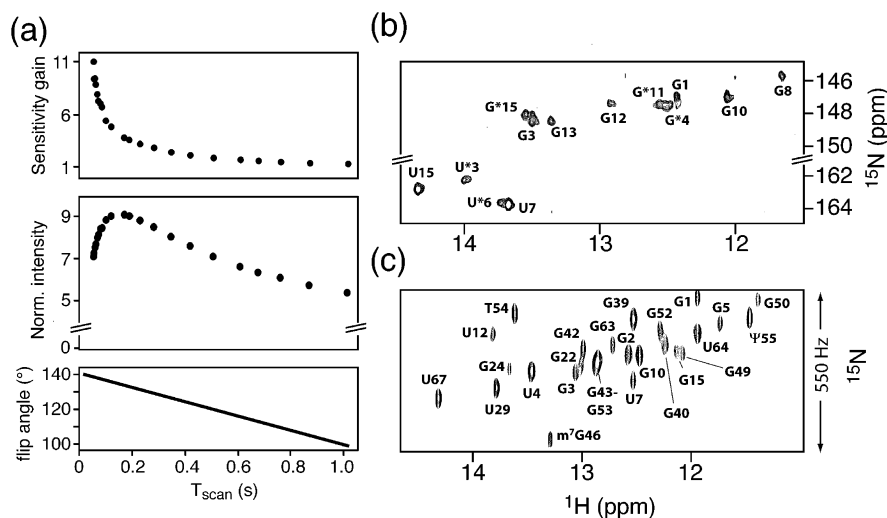 (a)
11
6
1
Sensitivity gain
9
7
5
0
Norm. intensity
140
120
100
flip angle (°)
0 0.2 0.4 0.6 0.8 1.0
Tscan (s)
(b)
G*15
G3
G13
G12
G*11
G1
G*4
G10
G8
U15
U*3
U*6
U7
146
148
150
162
164
15N (ppm)
14 13 12
(c)
T54
U12
G24
U67
U29
U4
G42
G22
G3
G63
G39
G2
G43-
G53
m7G46
U7
G10
G52
G40
G15
G49
G1
G5
G50
U64
Ψ55
550 Hz
15N
14 13 12
1H (ppm)